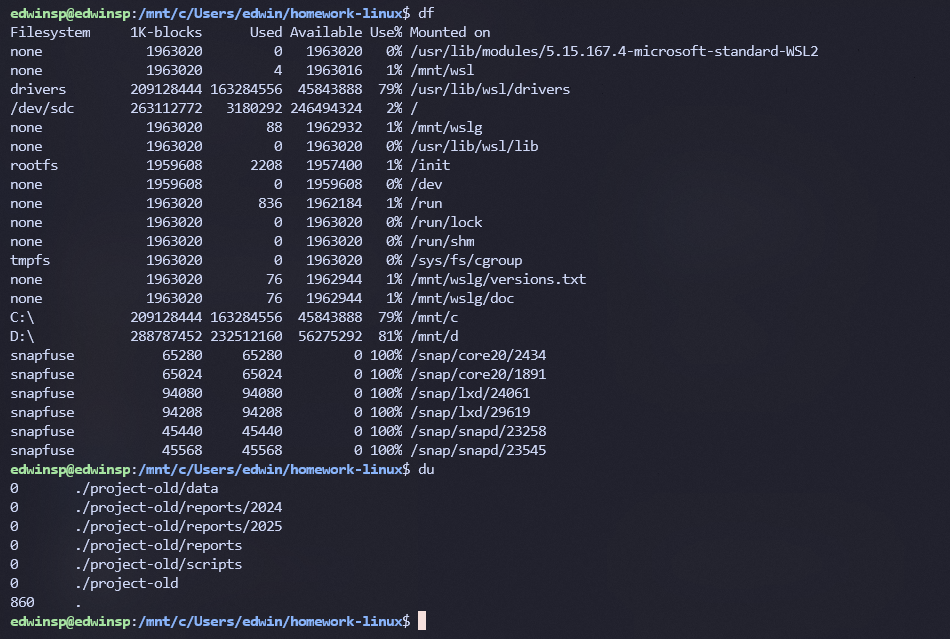 edwinsp@edwinsp:/mnt/c/Users/edwin/homework-linux$ df
Filesystem     1K-blocks      Used Available Use% Mounted on
none             1963020         0   1963020   0% /usr/lib/modules/5.15.167.4-microsoft-standard-WSL2
none             1963020         4   1963016   1% /mnt/wsl
drivers        209128444 163284556  45843888  79% /usr/lib/wsl/drivers
/dev/sdc       263112772   3180292 246494324   2% /
none             1963020        88   1962932   1% /mnt/wslg
none             1963020         0   1963020   0% /usr/lib/wsl/lib
rootfs           1959608      2208   1957400   1% /init
none             1959608         0   1959608   0% /dev
none             1963020       836   1962184   1% /run
none             1963020         0   1963020   0% /run/lock
none             1963020         0   1963020   0% /run/shm
tmpfs            1963020         0   1963020   0% /sys/fs/cgroup
none             1963020        76   1962944   1% /mnt/wslg/versions.txt
none             1963020        76   1962944   1% /mnt/wslg/doc
C:\            209128444 163284556  45843888  79% /mnt/c
D:\            288787452 232512160  56275292  81% /mnt/d
snapfuse           65280     65280         0 100% /snap/core20/2434
snapfuse           65024     65024         0 100% /snap/core20/1891
snapfuse           94080     94080         0 100% /snap/lxd/24061
snapfuse           94208     94208         0 100% /snap/lxd/29619
snapfuse           45440     45440         0 100% /snap/snapd/23258
snapfuse           45568     45568         0 100% /snap/snapd/23545
edwinsp@edwinsp:/mnt/c/Users/edwin/homework-linux$ du
0       ./project-old/data
0       ./project-old/reports/2024
0       ./project-old/reports/2025
0       ./project-old/reports
0       ./project-old/scripts
0       ./project-old
860     .
edwinsp@edwinsp:/mnt/c/Users/edwin/homework-linux$